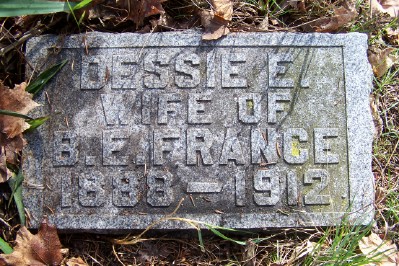 DESSIE E.
WIFE OF
B. E. FRANCE
1888 — 1912